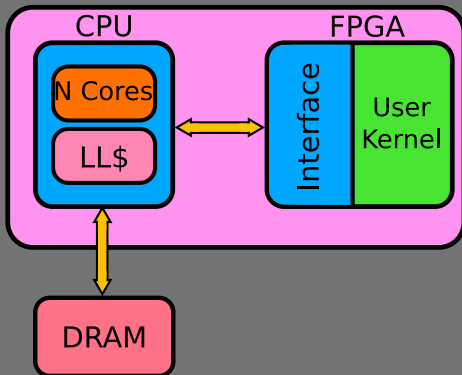 CPU
FPGA
N Cores
LL$
Interface
User
Kernel
DRAM